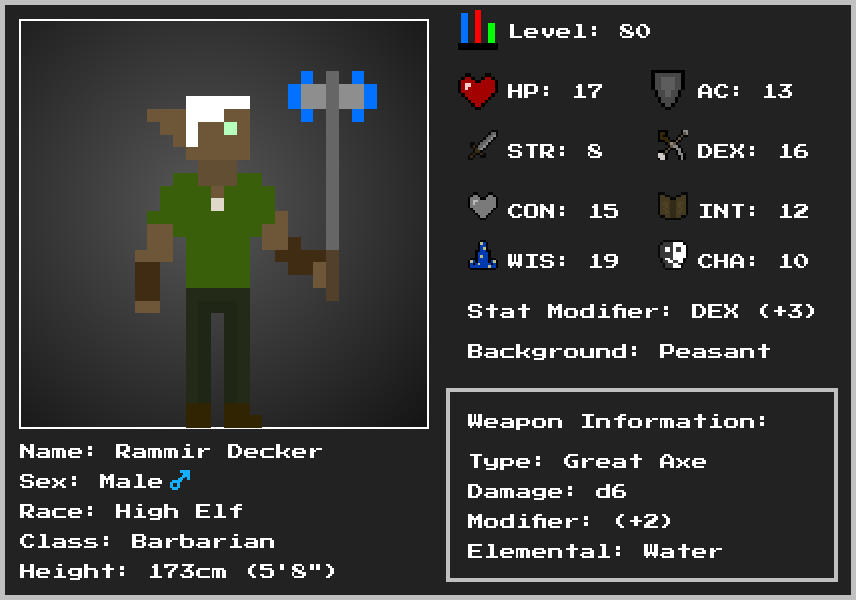 Level: 80
HP: 17
AC: 13
STR: 8
DEX: 16
CON: 15
INT: 12
WIS: 19
CHA: 10
Stat Modifier: DEX (+3)
Background: Peasant
Weapon Information:
Type: Great Axe
Damage: d6
Modifier: (+2)
Elemental: Water
Name: Rammir Decker
Sex: Male ♂
Race: High Elf
Class: Barbarian
Height: 173cm (5'8")